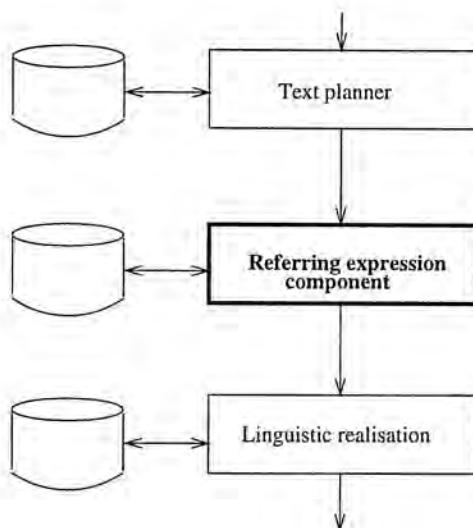 Text planner
Referring expression
component
Linguistic realisation